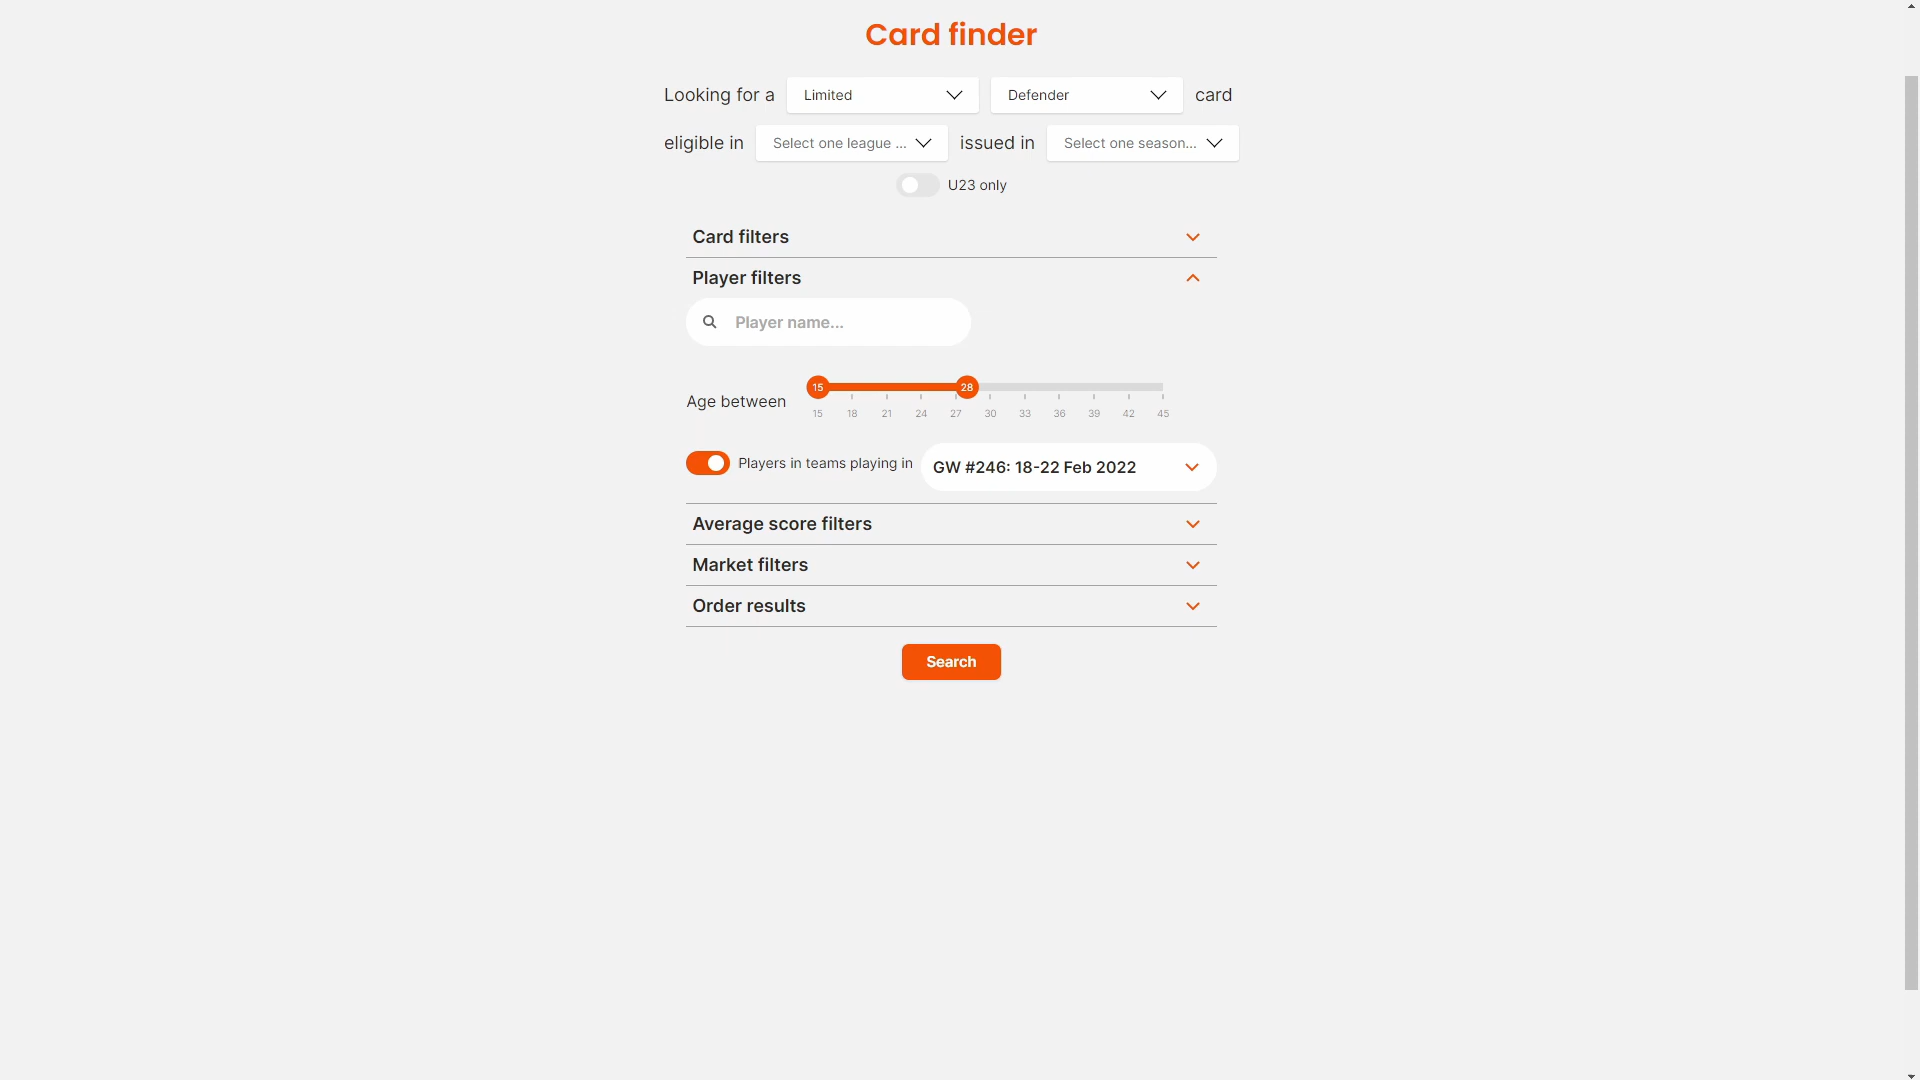 Card finder
Looking for a Limited Defender card
eligible in Select one league ... issued in Select one season...
U23 only
Card filters
Player filters
Player name...
15 28
Age between
15 18 21 24 27 30 33 36 39 42 45
Players in teams playing in GW #246: 18-22 Feb 2022
Average score filters
Market filters
Order results
Search